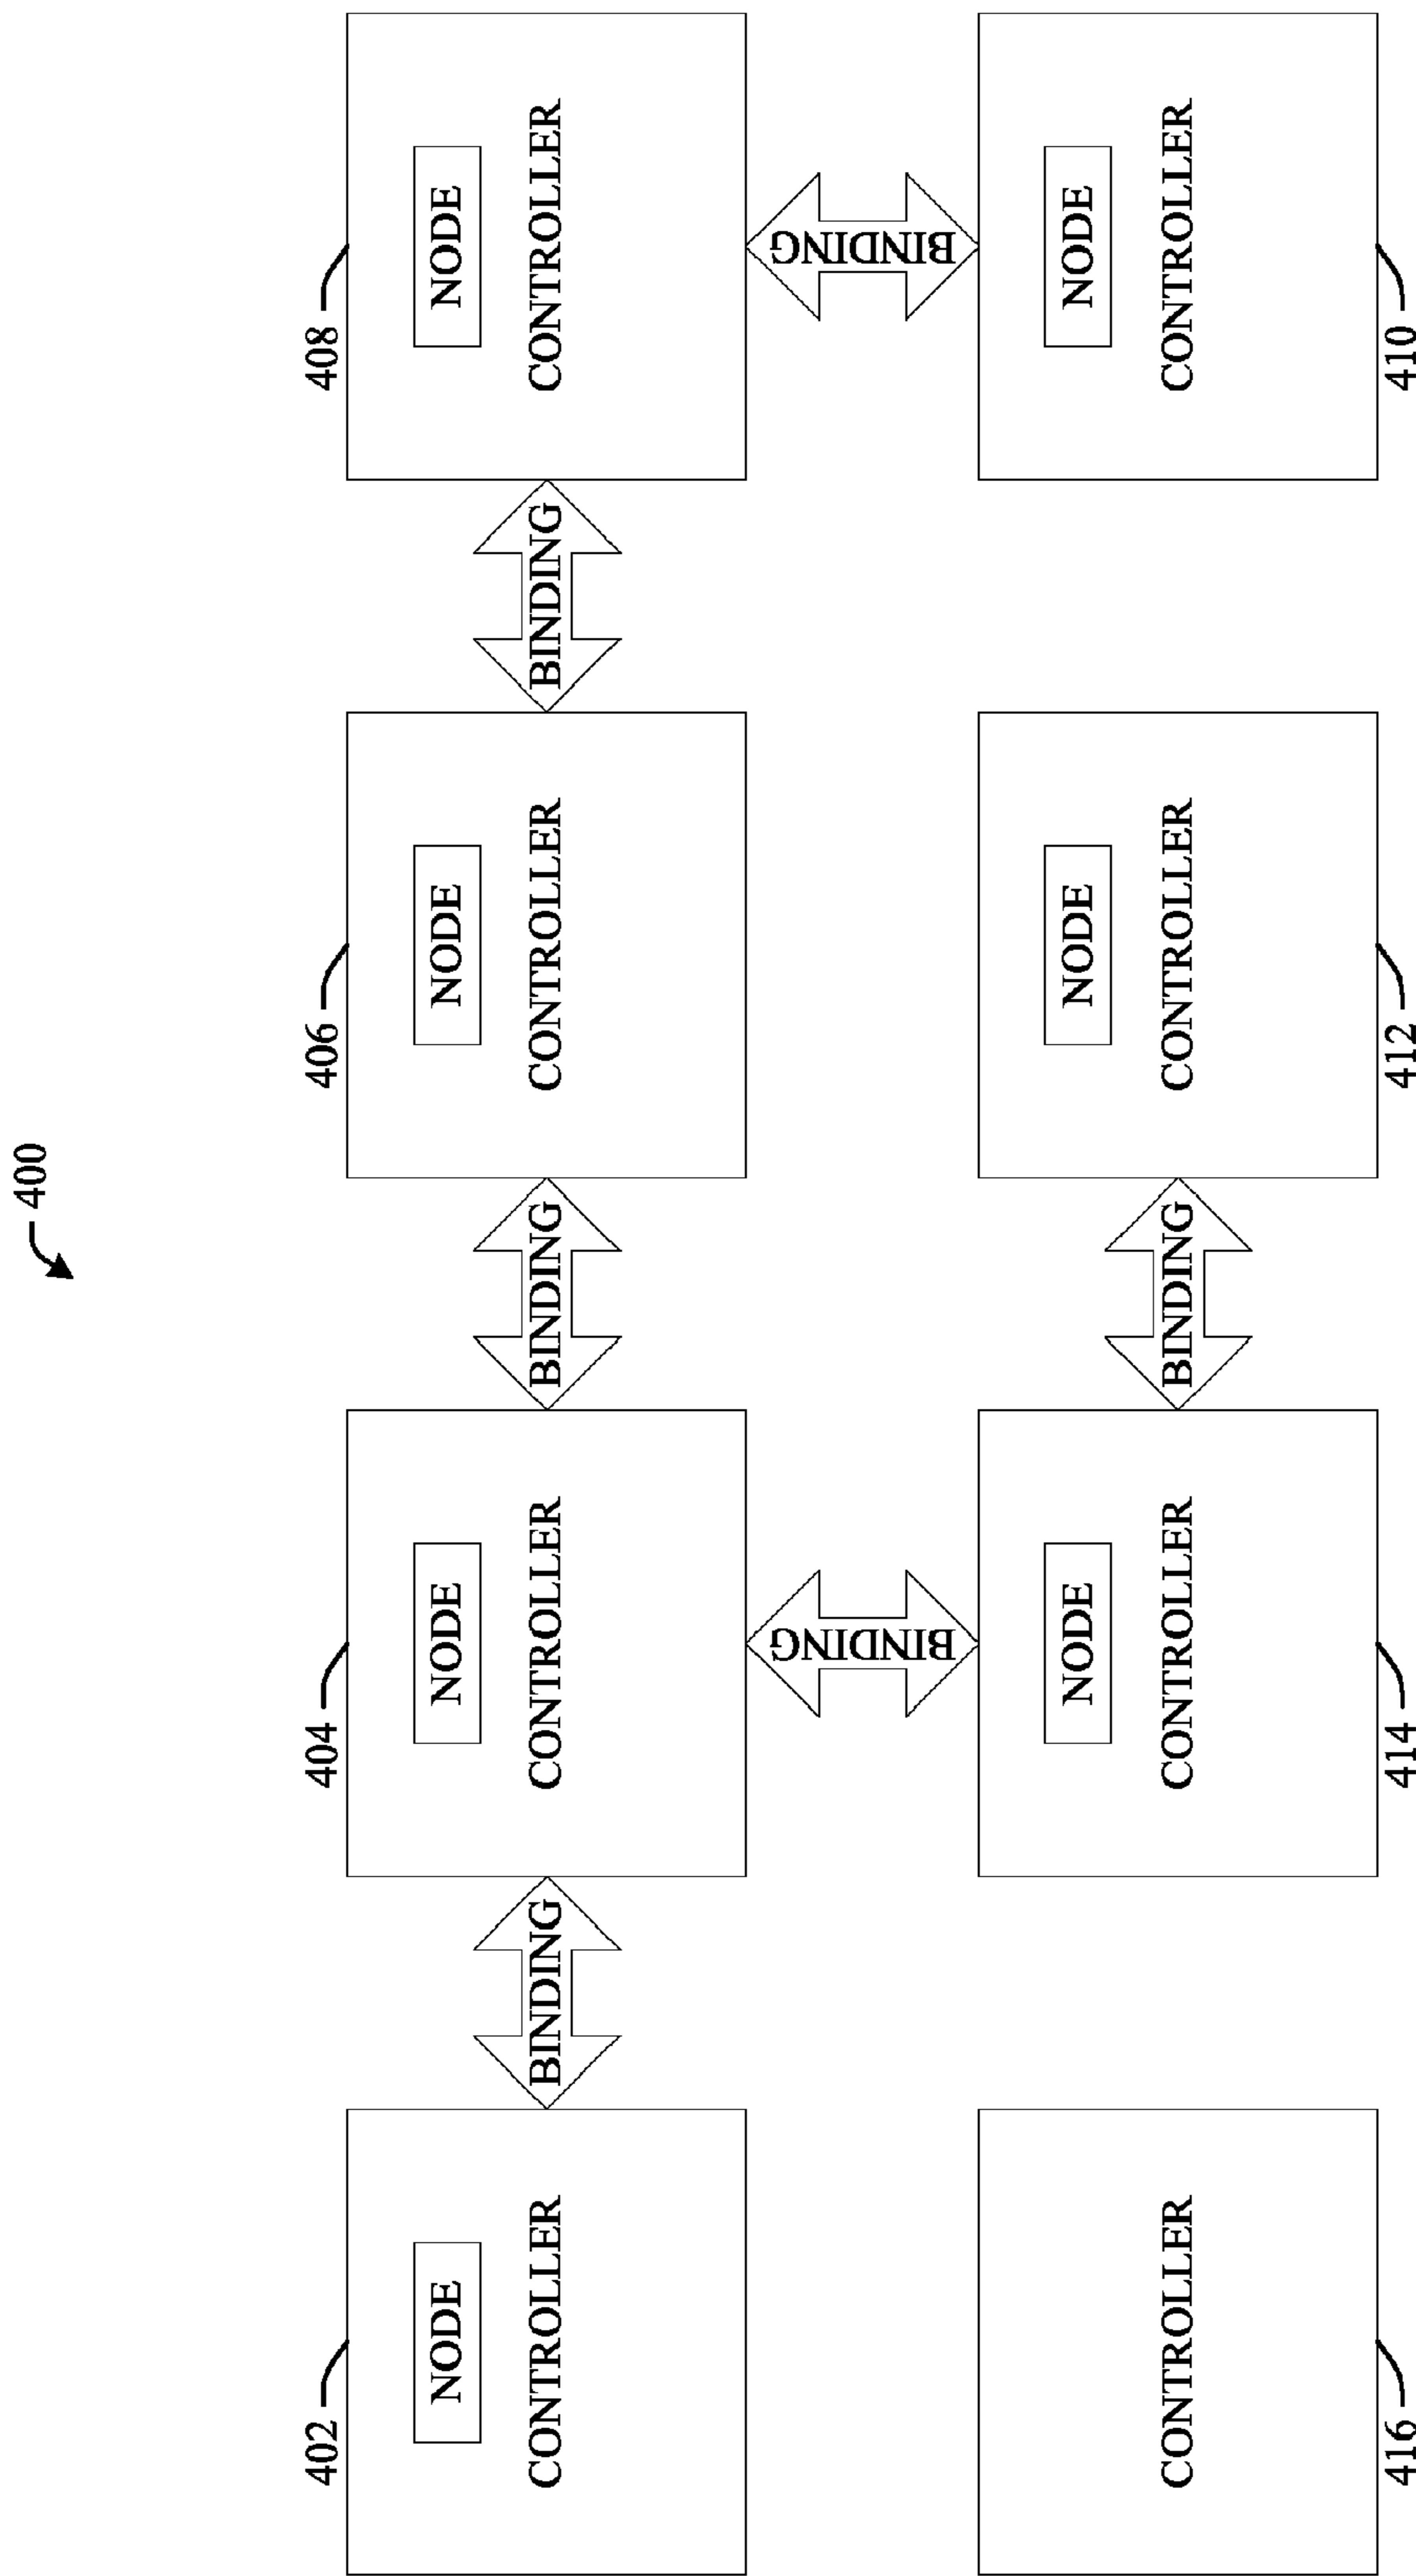 400
402
404
406
408
NODE
NODE
NODE
NODE
CONTROLLER
BINDING
CONTROLLER
BINDING
CONTROLLER
BINDING
CONTROLLER
BINDING
BINDING
NODE
NODE
NODE
CONTROLLER
CONTROLLER
BINDING
CONTROLLER
CONTROLLER
416
414
412
410